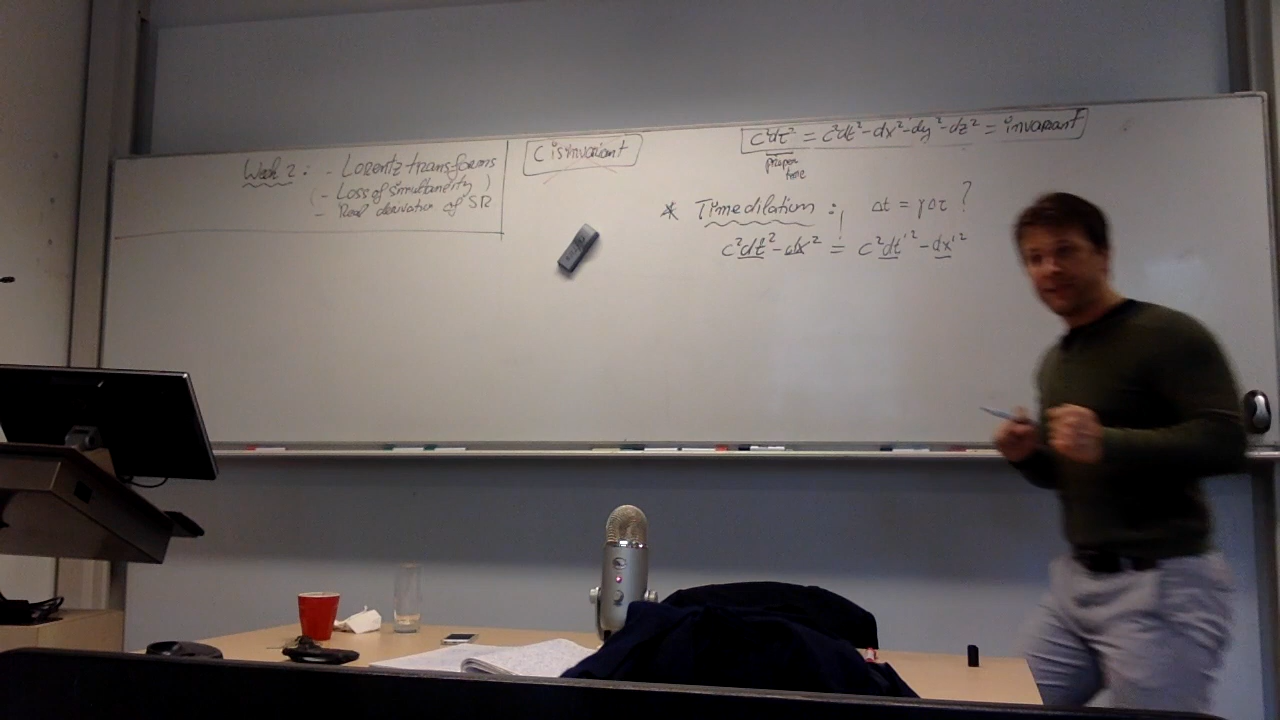 Week 2: - Lorentz transforms
( - Loss of simultaneity )
- Real derivation of SR
C is invariant
c²dτ² = c²dt² - dx² - dy² - dz² = invariant
proper
time
* Time dilation : Δt = γΔτ ?
c²dt² - dx² = c²dt'² - dx'²